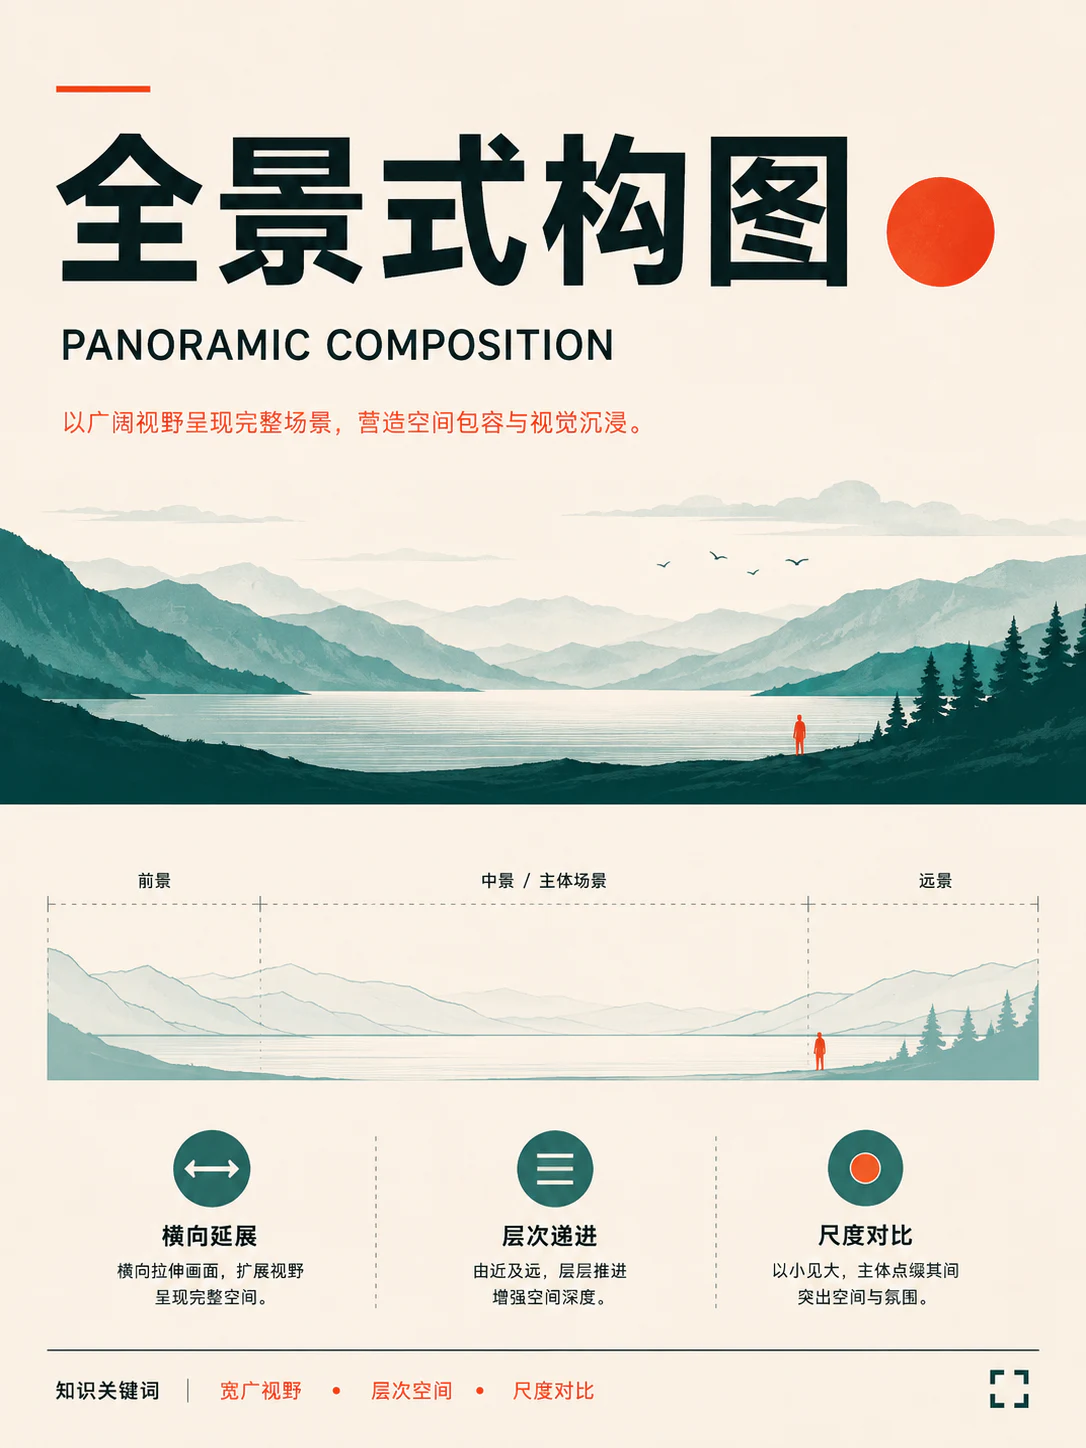 全景式构图
PANORAMIC COMPOSITION
以广阔视野呈现完整场景，营造空间包容与视觉沉浸。
前景
中景 / 主体场景
远景
横向延展
横向拉伸画面，扩展视野
呈现完整空间。
层次递进
由近及远，层层推进
增强空间深度。
尺度对比
以小见大，主体点缀其间
突出空间与氛围。
知识关键词 | 宽广视野 • 层次空间 • 尺度对比